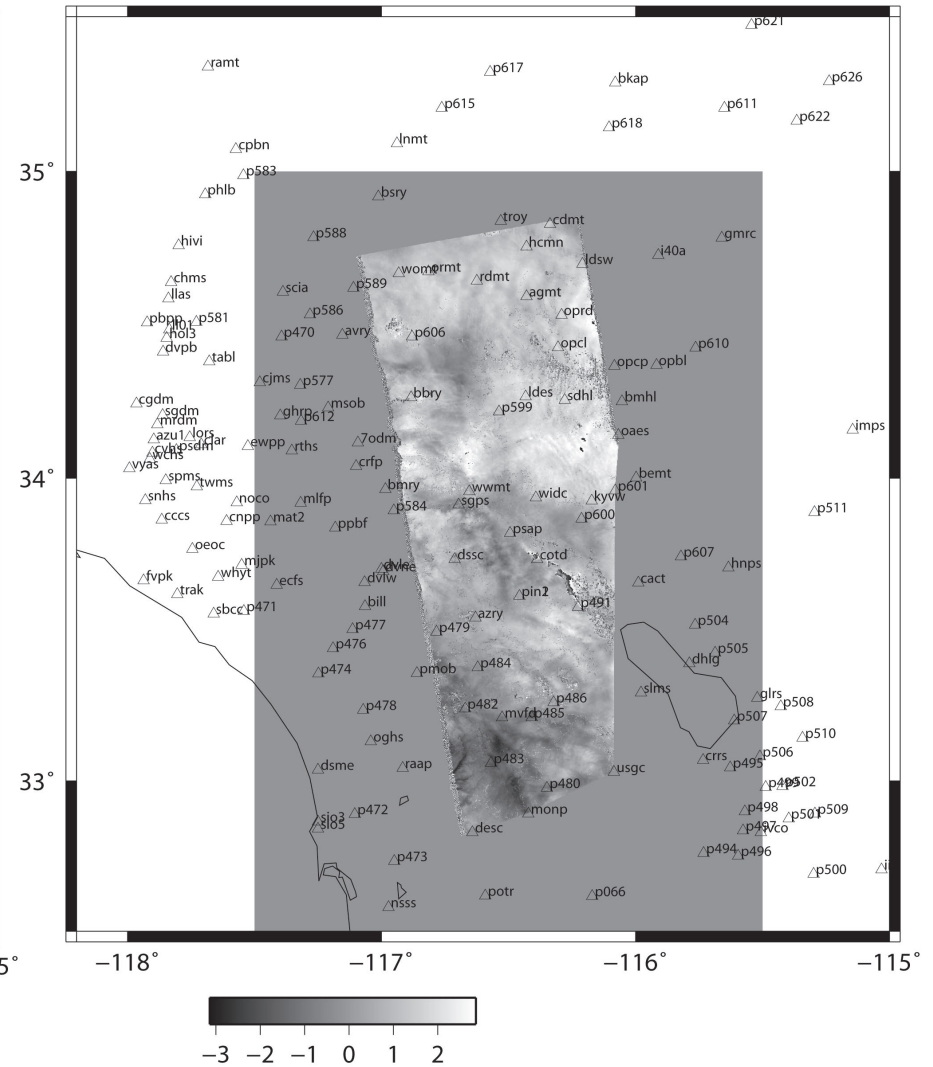 p621
ramt
p617
bkap
p626
p615
p611
p622
p618
lnmt
cpbn
35°
p583
phlb
bsry
troy
cdmt
p588
gmrc
hivi
hcmn
i40a
ldsw
womt
chms
rdmt
p589
scia
llas
agmt
p586
oprd
pbpp
p581
hol3
p470
avry
p606
dvpb
opcl
p610
tabl
opcp
opbl
cjms
p577
bbry
ldes
sdhl
bmhl
cgdm
msob
p599
sgdm
ghrp
p612
mrdm
imps
azu1
lors
7odm
oaes
ewpp
rths
psdm
wchs
vyas
crfp
34°
spms
twms
bemt
bmry
wwmt
p601
snhs
noco
mlfp
sgps
widc
kyvw
p584
p511
cccs
cnpp
mat2
ppbf
p600
psap
oeoc
dssc
cotd
p607
mjpk
hnps
fvpk
whyt
ecfs
dvlw
cact
trak
pin1
sbcc
p471
bill
p491
azry
p477
p479
p504
p476
p505
p474
pmob
p484
dhlg
slms
glrs
p478
p482
p486
p508
mvfd
p485
p507
oghs
p510
p506
dsme
raap
p483
usgc
crrs
p495
33°
p480
p499
p502
p472
monp
p498
p509
p501
sio3
sio5
desc
p497
ivco
p473
p494
p496
p500
potr
p066
nsss
5°
−118°
−117°
−116°
−115°
−3 −2 −1 0 1 2